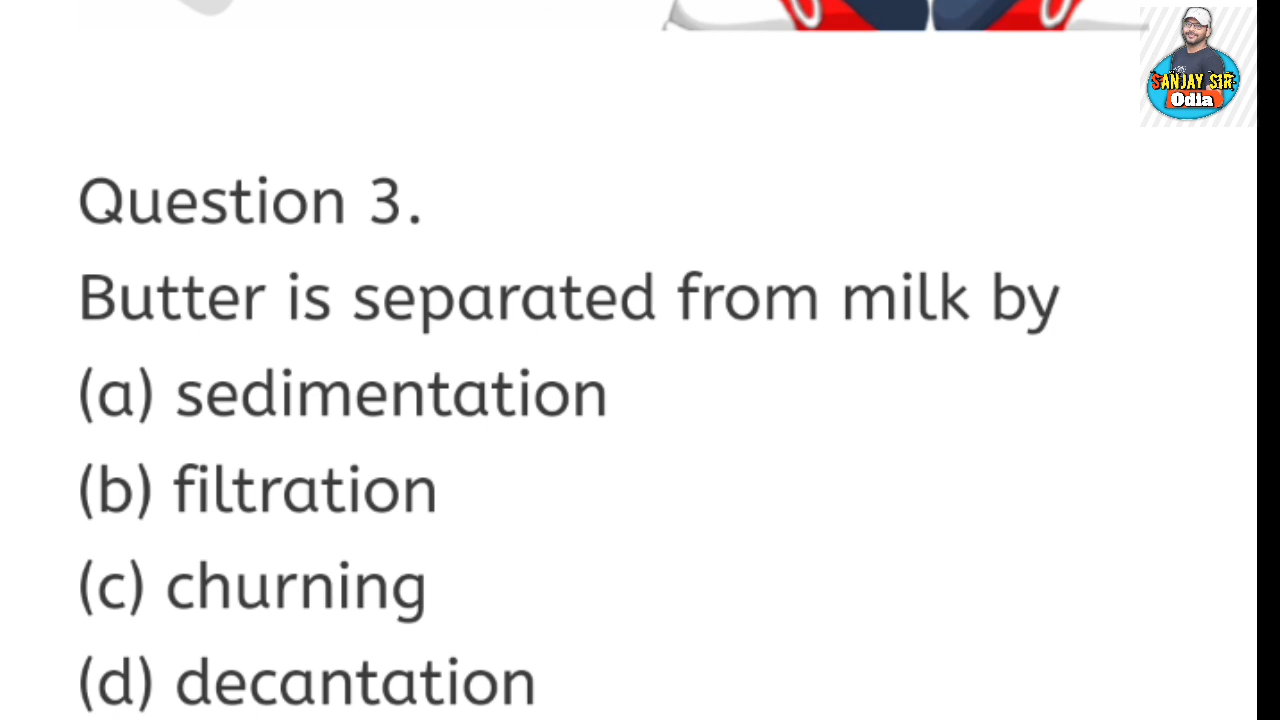 SANJAY SIR
Odia
Question 3.
Butter is separated from milk by
(a) sedimentation
(b) filtration
(c) churning
(d) decantation